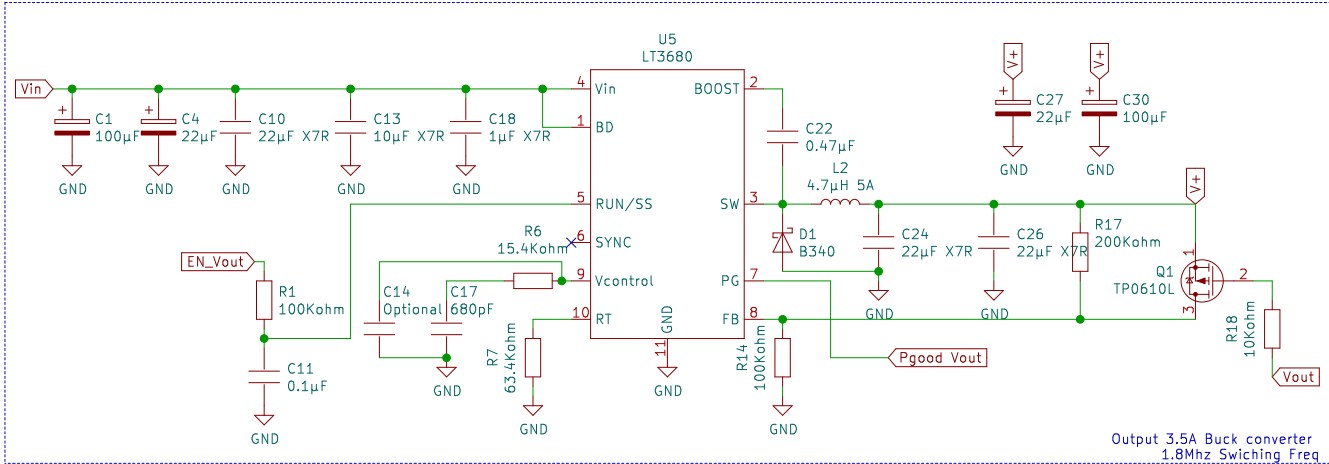 U5
LT3680
Vin
C1
100µF
GND
C4
22µF
GND
C10
22µF X7R
GND
C13
10µF X7R
GND
C18
1µF X7R
GND
4
Vin
1
BD
5
RUN/SS
6
SYNC
9
Vcontrol
10
RT
GND
11
GND
BOOST
2
SW
3
PG
7
FB
8
C22
0.47µF
L2
4.7µH 5A
D1
B340
C24
22µF X7R
GND
C26
22µF X7R
GND
V+
C27
22µF
GND
V+
C30
100µF
GND
V+
R17
200Kohm
Q1
TP0610L
1
2
3
R18
10Kohm
Vout
R14
100Kohm
GND
Pgood Vout
EN_Vout
R1
100Kohm
C11
0.1µF
GND
R6
15.4Kohm
C14
Optional
C17
680pF
GND
R7
63.4Kohm
GND
Output 3.5A Buck converter
1.8Mhz Swiching Freq